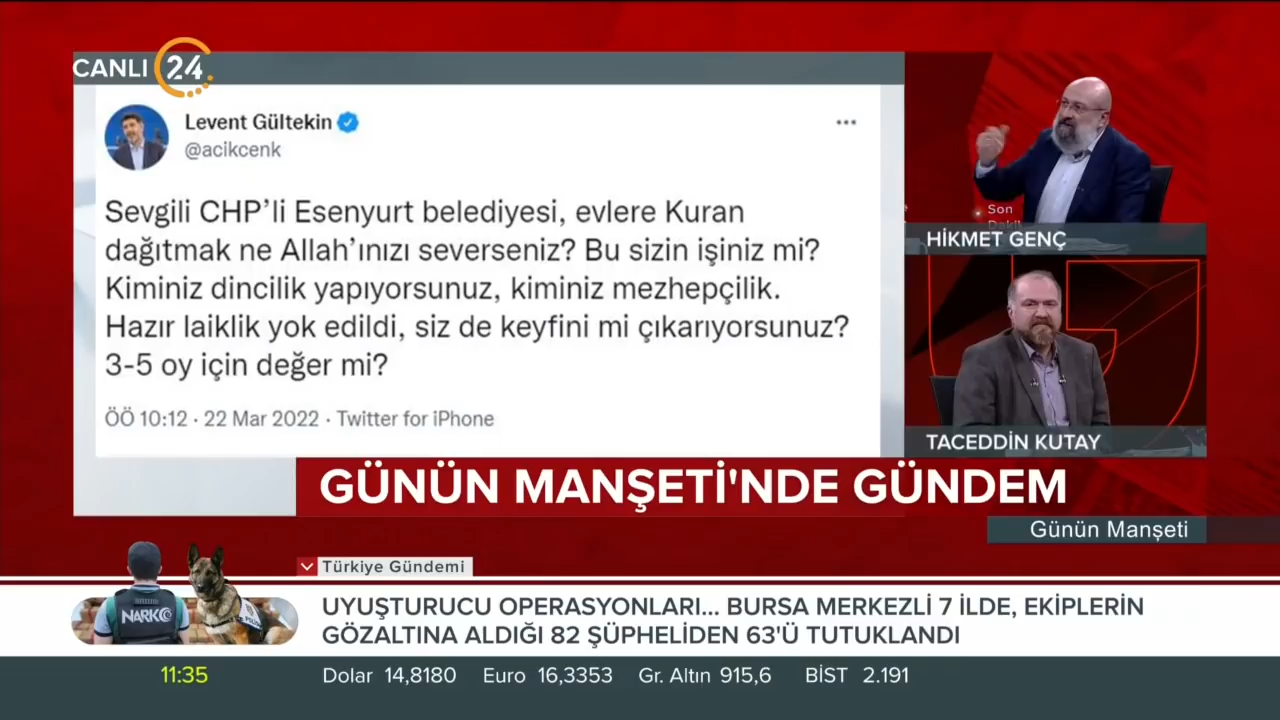 CANLI 24
Levent Gültekin
@acikcenk
Sevgili CHP'li Esenyurt belediyesi, evlere Kuran
dağıtmak ne Allah'ınızı severseniz? Bu sizin işiniz mi?
Kiminiz dincilik yapıyorsunuz, kiminiz mezhepçilik.
Hazır laiklik yok edildi, siz de keyfini mi çıkarıyorsunuz?
3-5 oy için değer mi?
ÖÖ 10:12 · 22 Mar 2022 · Twitter for iPhone
Son
HİKMET GENÇ
TACEDDİN KUTAY
GÜNÜN MANŞETİ'NDE GÜNDEM
Günün Manşeti
Türkiye Gündemi
NARKO
UYUŞTURUCU OPERASYONLARI... BURSA MERKEZLİ 7 İLDE, EKİPLERİN
GÖZALTINA ALDIĞI 82 ŞÜPHELİDEN 63'Ü TUTUKLANDI
11:35 Dolar 14,8180 Euro 16,3353 Gr. Altın 915,6 BİST 2.191